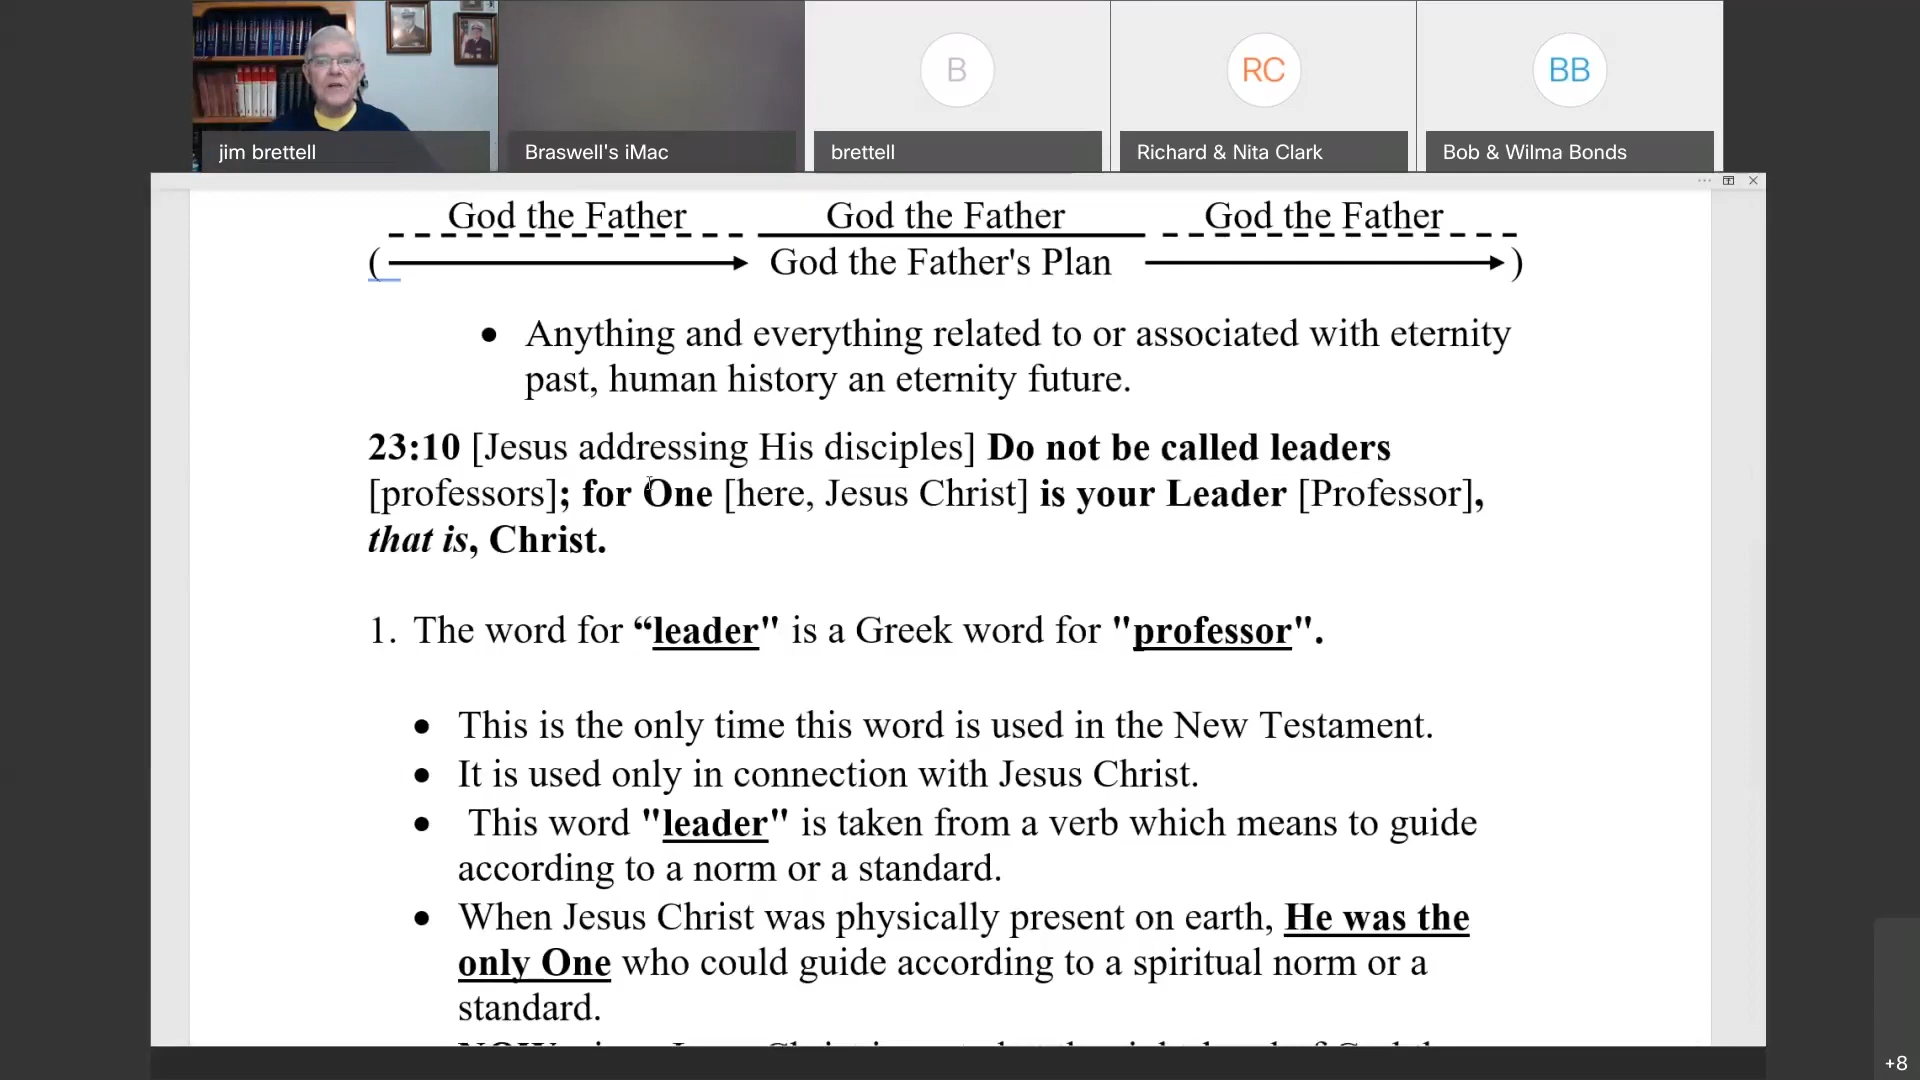 B
RC
BB
jim brettell
Braswell's iMac
brettell
Richard & Nita Clark
Bob & Wilma Bonds
God the Father God the Father God the Father
( God the Father's Plan )
• Anything and everything related to or associated with eternity
past, human history an eternity future.
23:10 [Jesus addressing His disciples] Do not be called leaders
[professors]; for One [here, Jesus Christ] is your Leader [Professor],
that is, Christ.
1. The word for “leader" is a Greek word for "professor".
• This is the only time this word is used in the New Testament.
• It is used only in connection with Jesus Christ.
• This word "leader" is taken from a verb which means to guide
according to a norm or a standard.
• When Jesus Christ was physically present on earth, He was the
only One who could guide according to a spiritual norm or a
standard.
+8